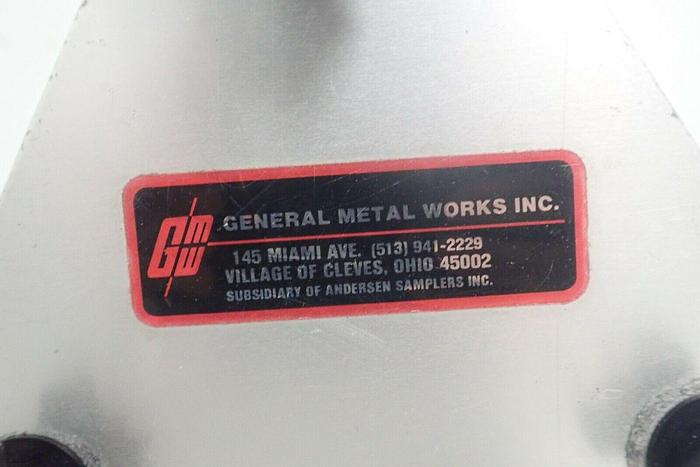 GMW
GENERAL METAL WORKS INC.
145 MIAMI AVE. (513) 941-2229
VILLAGE OF CLEVES, OHIO 45002
SUBSIDIARY OF ANDERSEN SAMPLERS INC.